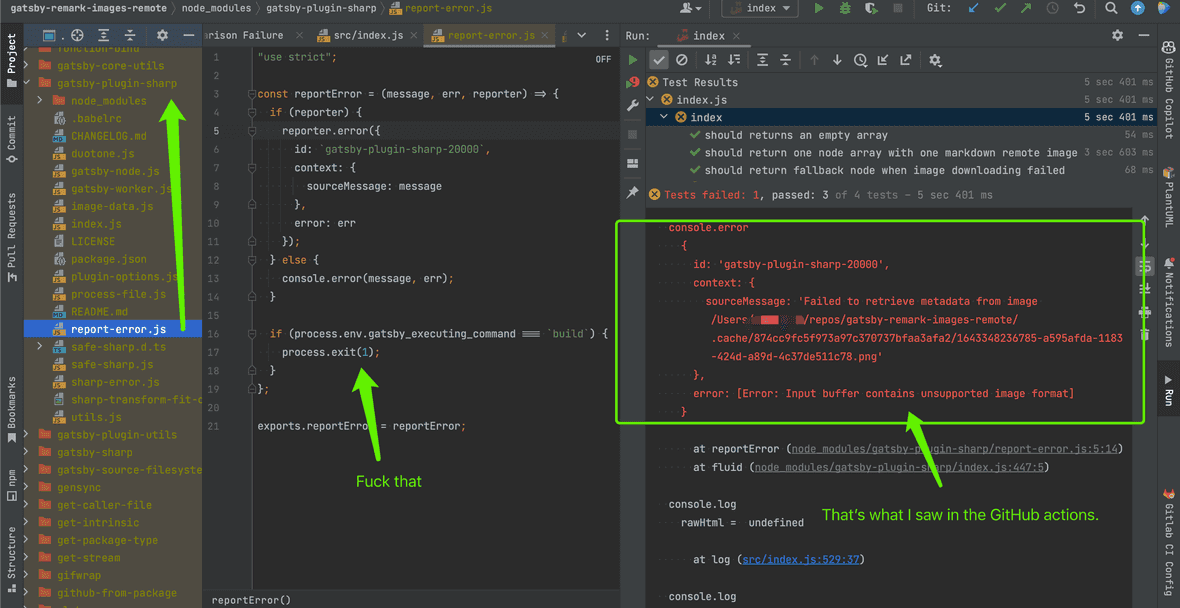 gatsby-remark-images-remote › node_modules › gatsby-plugin-sharp › report-error.js
index
Git:
Project
Commit
Pull Requests
Bookmarks
npm
Structure
function-bind
gatsby-core-utils
gatsby-plugin-sharp
node_modules
.babelrc
CHANGELOG.md
duotone.js
gatsby-node.js
gatsby-worker.js
image-data.js
index.js
LICENSE
package.json
plugin-options.js
process-file.js
README.md
report-error.js
safe-sharp.d.ts
safe-sharp.js
sharp-error.js
sharp-transform-fit-c
utils.js
gatsby-plugin-utils
gatsby-sharp
gatsby-source-filesyste
gensync
get-caller-file
get-intrinsic
get-package-type
get-stream
gifwrap
github-from-package
arison Failure
src/index.js
report-error.js
OFF
1 "use strict";
2
3 const reportError = (message, err, reporter) => {
4 if (reporter) {
5 reporter.error({
6 id: `gatsby-plugin-sharp-20000`,
7 context: {
8 sourceMessage: message
9 },
10 error: err
11 });
12 } else {
13 console.error(message, err);
14 }
15
16 if (process.env.gatsby_executing_command === `build`) {
17 process.exit(1);
18 }
19 };
20
21 exports.reportError = reportError;
Fuck that
reportError()
Run: index
Test Results 5 sec 401 ms
index.js 5 sec 401 ms
index 5 sec 401 ms
should returns an empty array 54 ms
should return one node array with one markdown remote image 3 sec 603 ms
should return fallback node when image downloading failed 68 ms
Tests failed: 1, passed: 3 of 4 tests – 5 sec 401 ms
console.error
{
id: 'gatsby-plugin-sharp-20000',
context: {
sourceMessage: 'Failed to retrieve metadata from image
/Users/ /repos/gatsby-remark-images-remote/
.cache/874cc9fc5f973a97c370737bfaa3afa2/1643348236785-a595afda-1183
-424d-a89d-4c37de511c78.png'
},
error: [Error: Input buffer contains unsupported image format]
}
at reportError (node_modules/gatsby-plugin-sharp/report-error.js:5:14)
at fluid (node_modules/gatsby-plugin-sharp/index.js:447:5)
console.log
rawHtml = undefined
That's what I saw in the GitHub actions.
at log (src/index.js:529:37)
console.log
GitHub Copilot
PlantUML
Notifications
Run
Gitlab CI Config